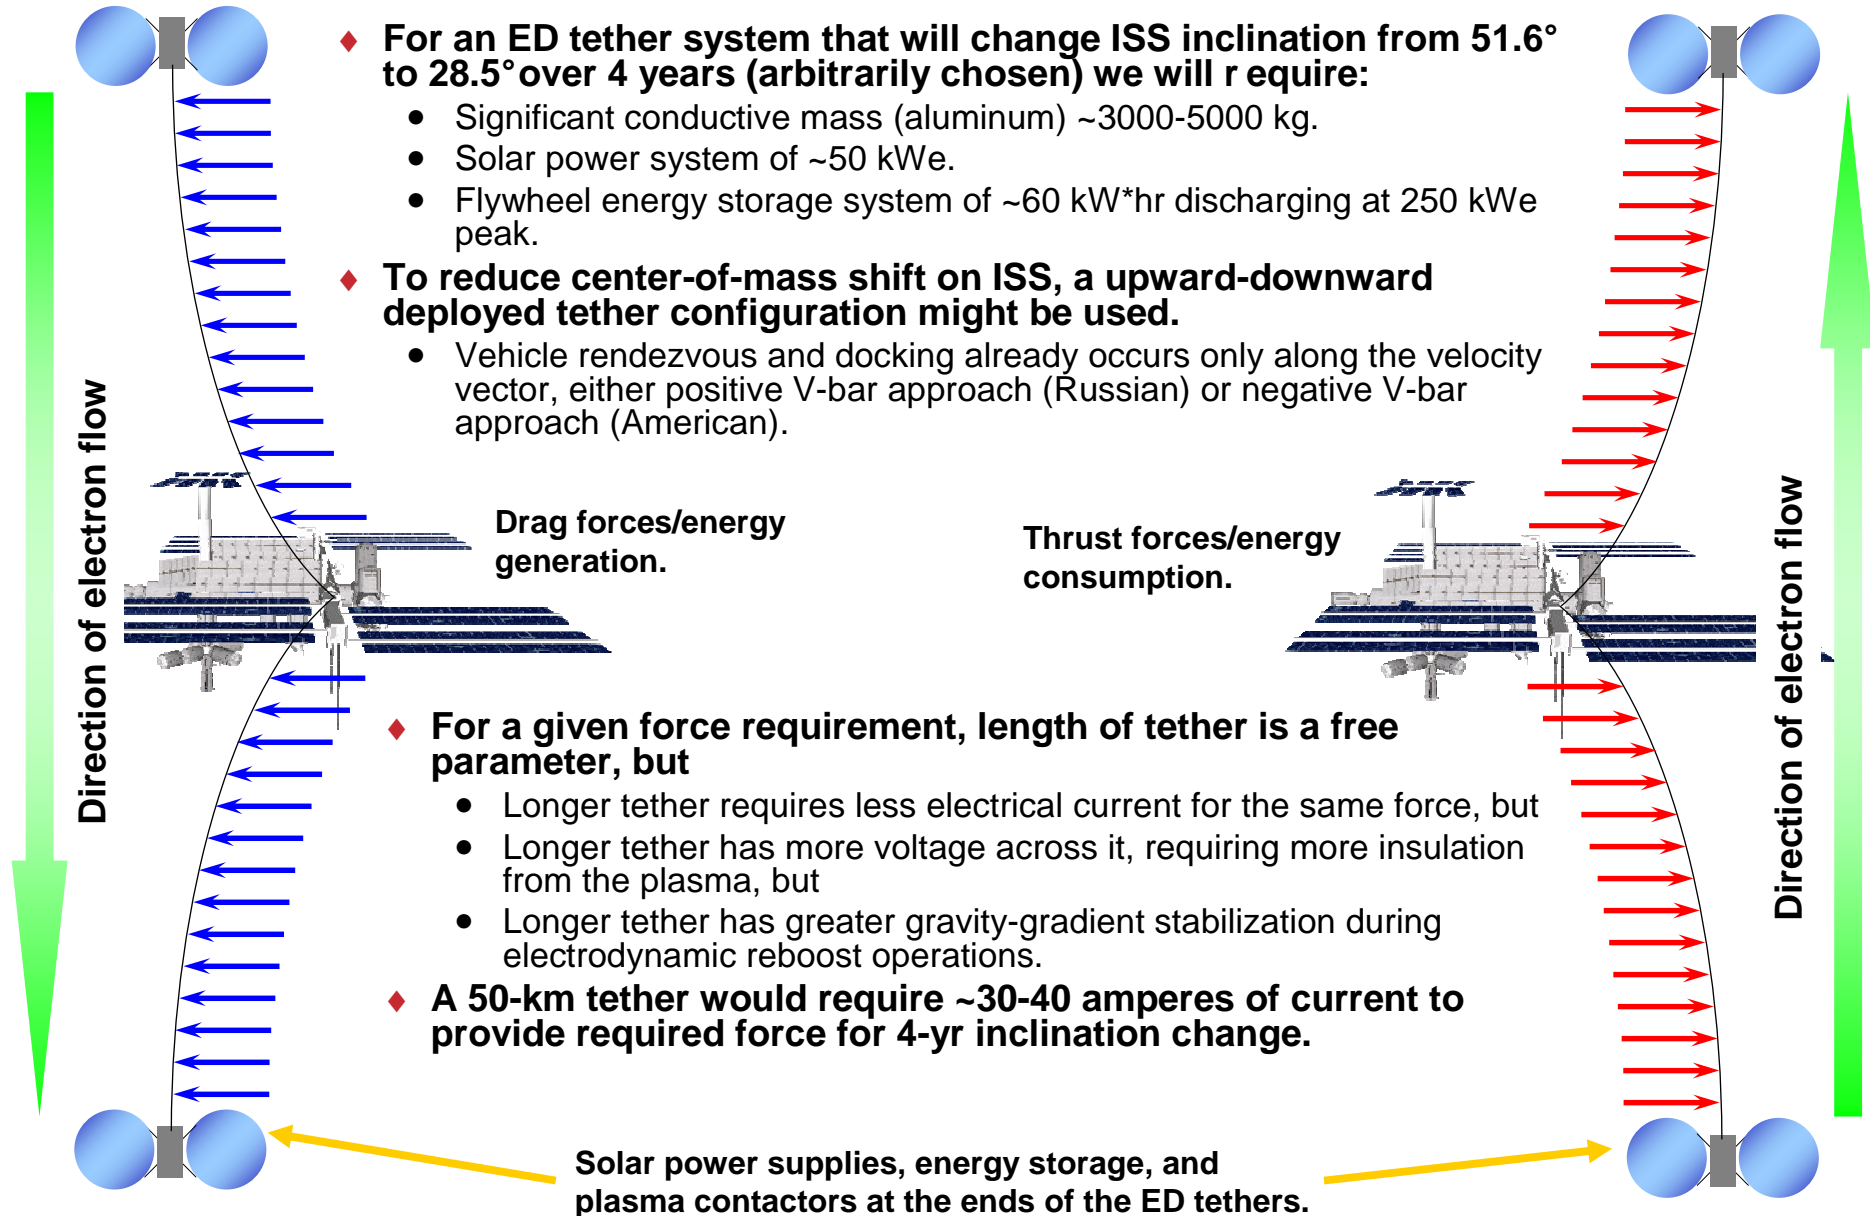 ♦ For an ED tether system that will change ISS inclination from 51.6°
to 28.5°over 4 years (arbitrarily chosen) we will r equire:
• Significant conductive mass (aluminum) ~3000-5000 kg.
• Solar power system of ~50 kWe.
• Flywheel energy storage system of ~60 kW*hr discharging at 250 kWe
peak.
♦ To reduce center-of-mass shift on ISS, a upward-downward
deployed tether configuration might be used.
• Vehicle rendezvous and docking already occurs only along the velocity
vector, either positive V-bar approach (Russian) or negative V-bar
approach (American).
Direction of electron flow
Drag forces/energy
generation.
Thrust forces/energy
consumption.
Direction of electron flow
♦ For a given force requirement, length of tether is a free
parameter, but
• Longer tether requires less electrical current for the same force, but
• Longer tether has more voltage across it, requiring more insulation
from the plasma, but
• Longer tether has greater gravity-gradient stabilization during
electrodynamic reboost operations.
♦ A 50-km tether would require ~30-40 amperes of current to
provide required force for 4-yr inclination change.
Solar power supplies, energy storage, and
plasma contactors at the ends of the ED tethers.